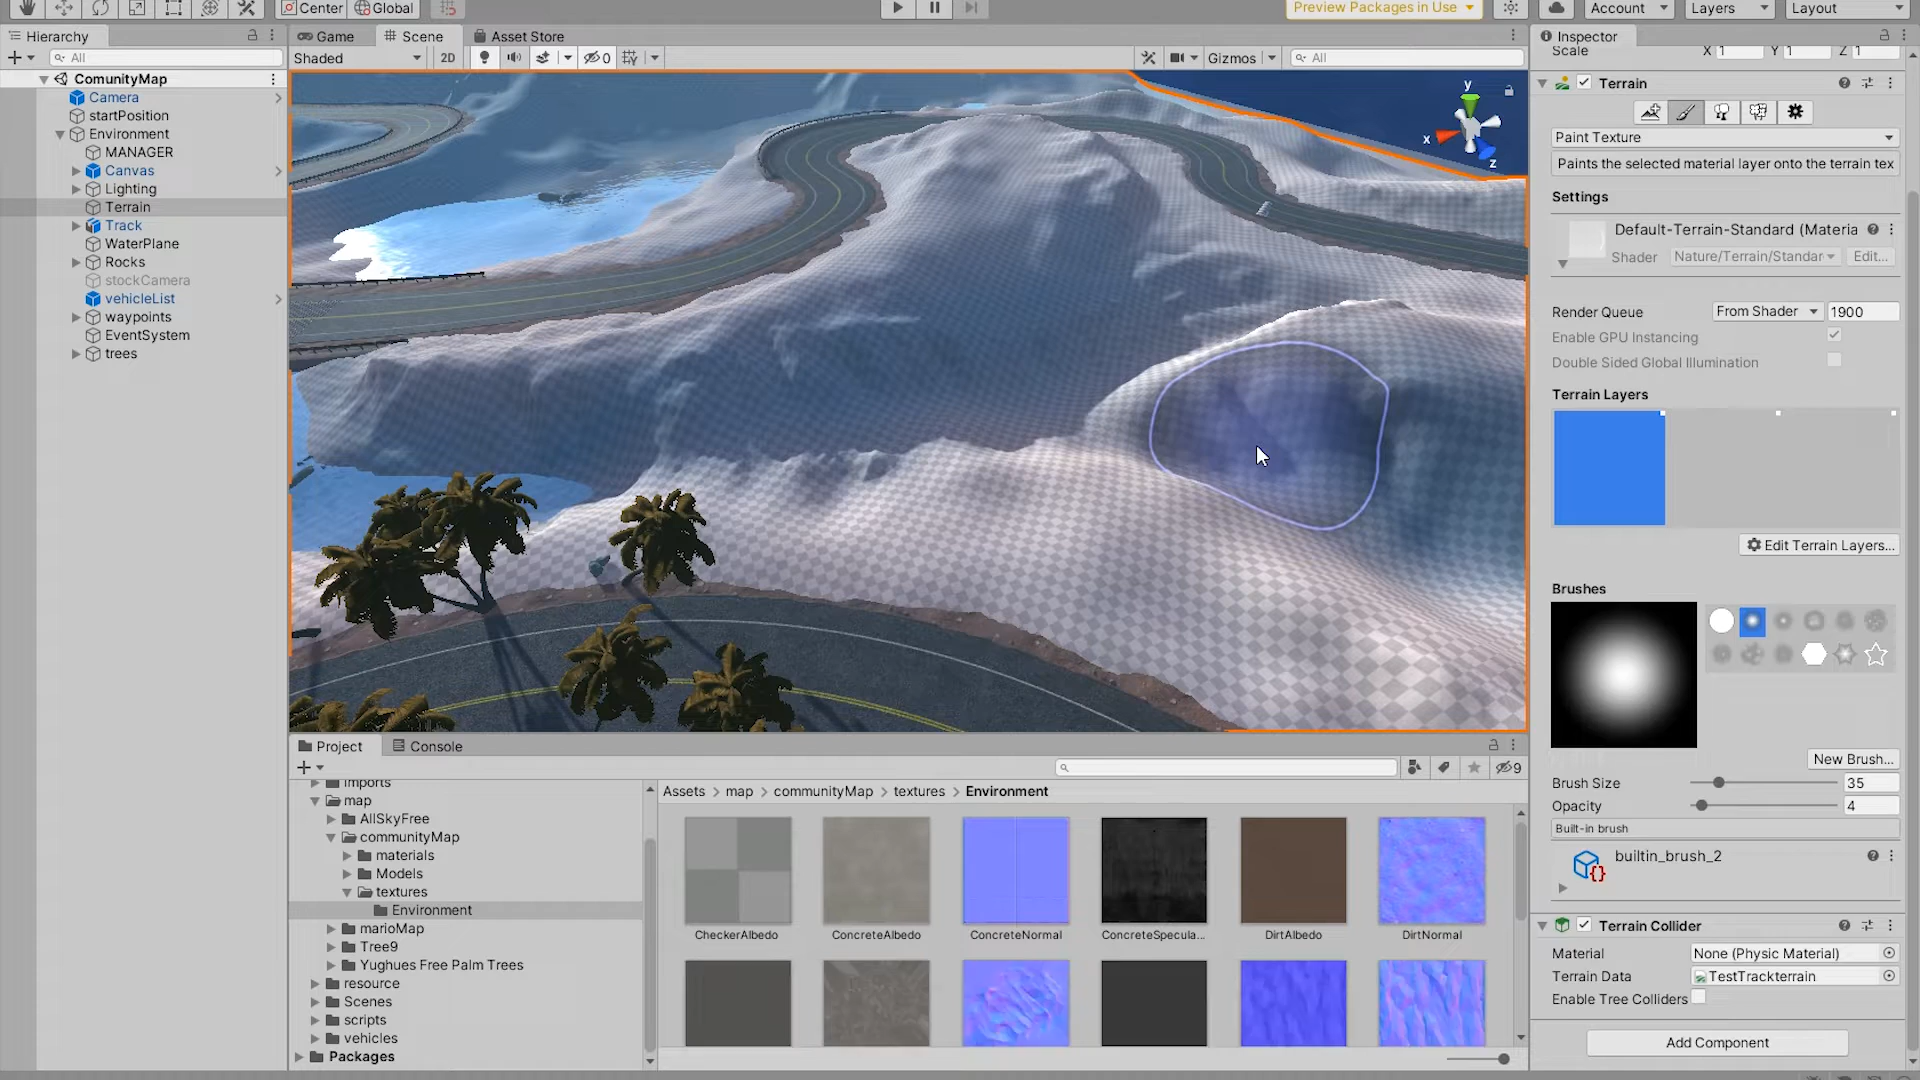 Center
Global
Preview Packages in Use
Account
Layers
Layout
Hierarchy
All
ComunityMap
Camera
startPosition
Environment
MANAGER
Canvas
Lighting
Terrain
Track
WaterPlane
Rocks
stockCamera
vehicleList
waypoints
EventSystem
trees
Game
Scene
Asset Store
Shaded
2D
0
Gizmos
All
y
x
z
Inspector
Scale
X 1 Y 1 Z 1
Terrain
Paint Texture
Paints the selected material layer onto the terrain tex
Settings
Default-Terrain-Standard (Materia
Shader
Nature/Terrain/Standar
Edit...
Render Queue
From Shader
1900
Enable GPU Instancing
Double Sided Global Illumination
Terrain Layers
Edit Terrain Layers...
Brushes
New Brush...
Brush Size
35
Opacity
4
Built-in brush
builtin_brush_2
Terrain Collider
Material
None (Physic Material)
Terrain Data
TestTrackterrain
Enable Tree Colliders
Add Component
Project
Console
9
imports
map
AllSkyFree
communityMap
materials
Models
textures
Environment
marioMap
Tree9
Yughues Free Palm Trees
resource
Scenes
scripts
vehicles
Packages
Assets > map > communityMap > textures > Environment
CheckerAlbedo
ConcreteAlbedo
ConcreteNormal
ConcreteSpecula...
DirtAlbedo
DirtNormal